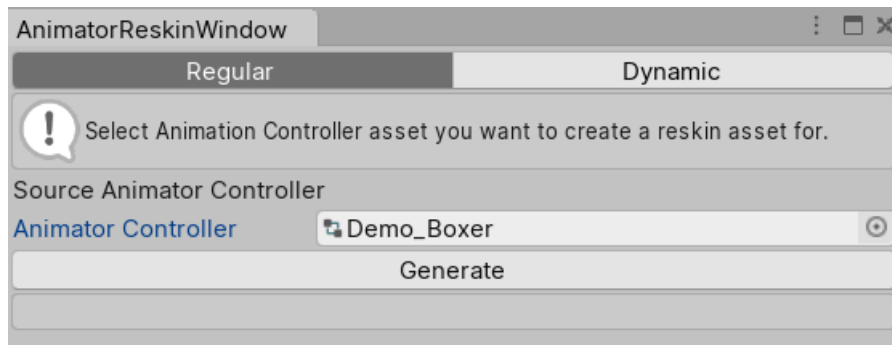 AnimatorReskinWindow
Regular Dynamic
Select Animation Controller asset you want to create a reskin asset for.
Source Animator Controller
Animator Controller Demo_Boxer
Generate